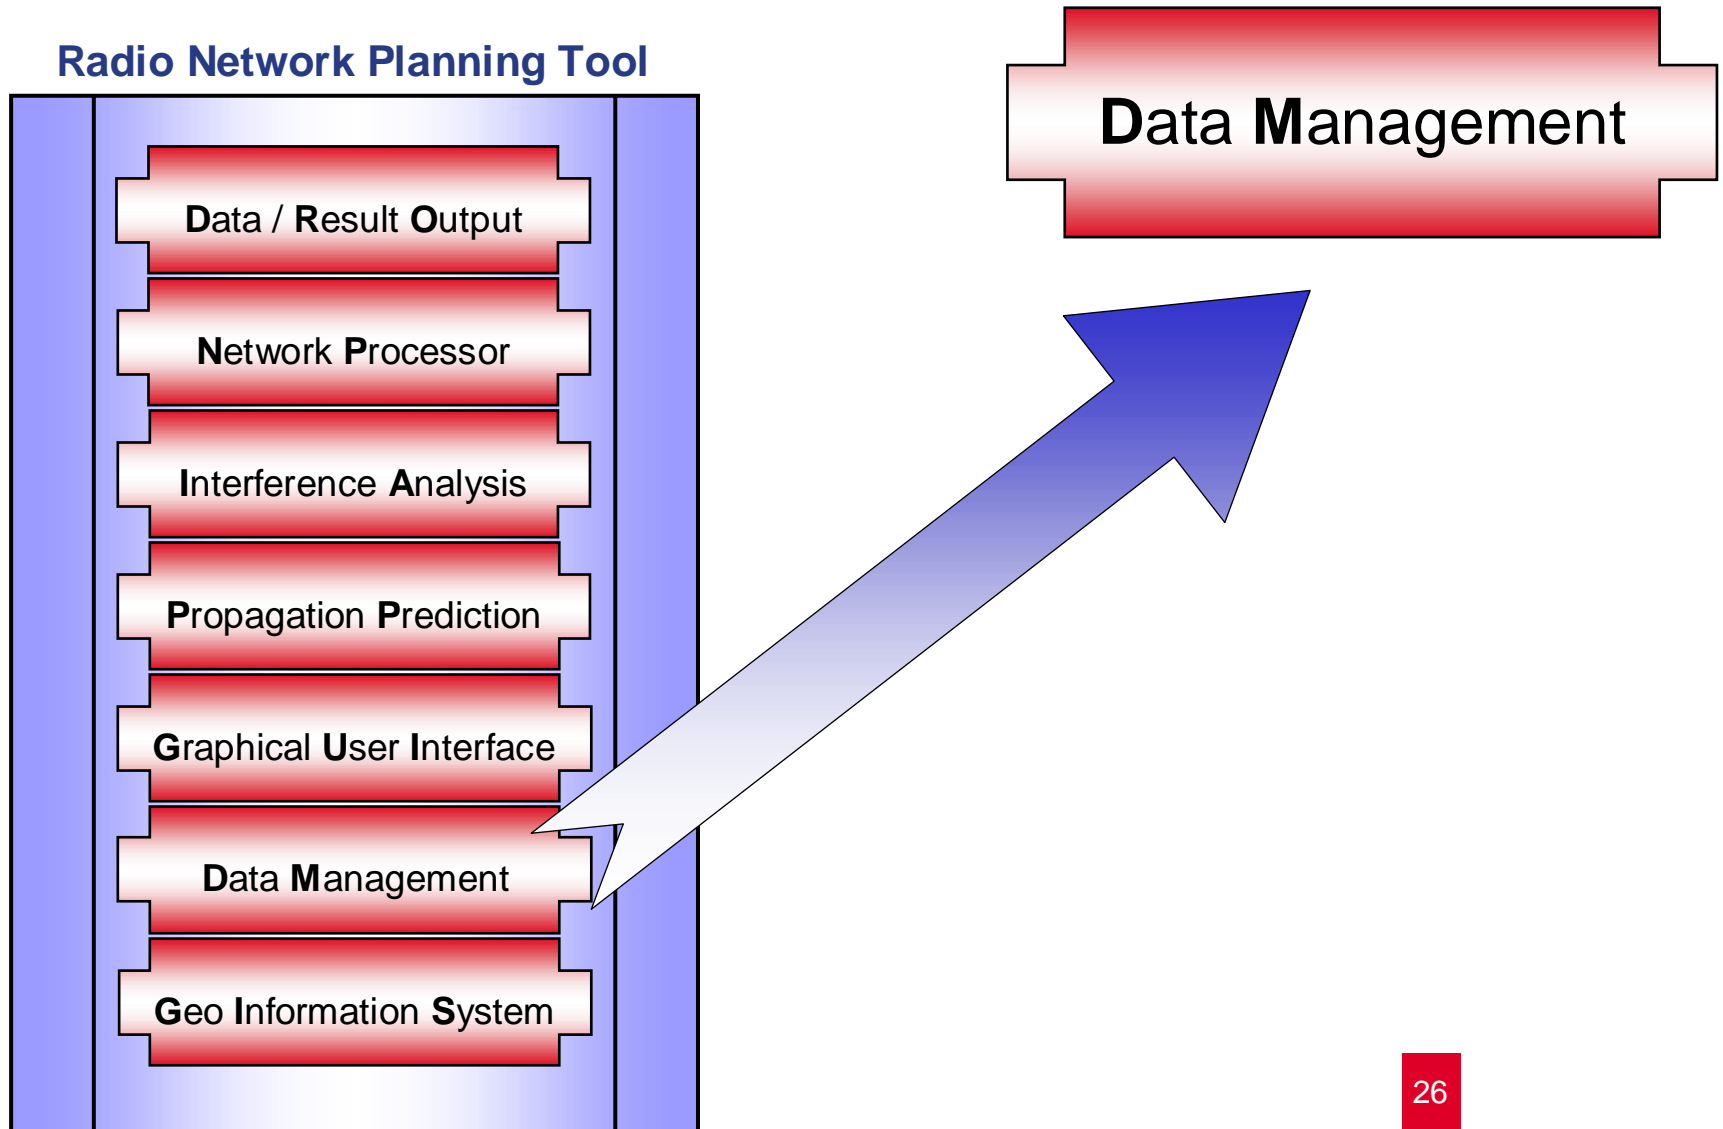 Radio Network Planning Tool
Data Management
Data / Result Output
Network Processor
Interference Analysis
Propagation Prediction
Graphical User Interface
Data Management
Geo Information System
26